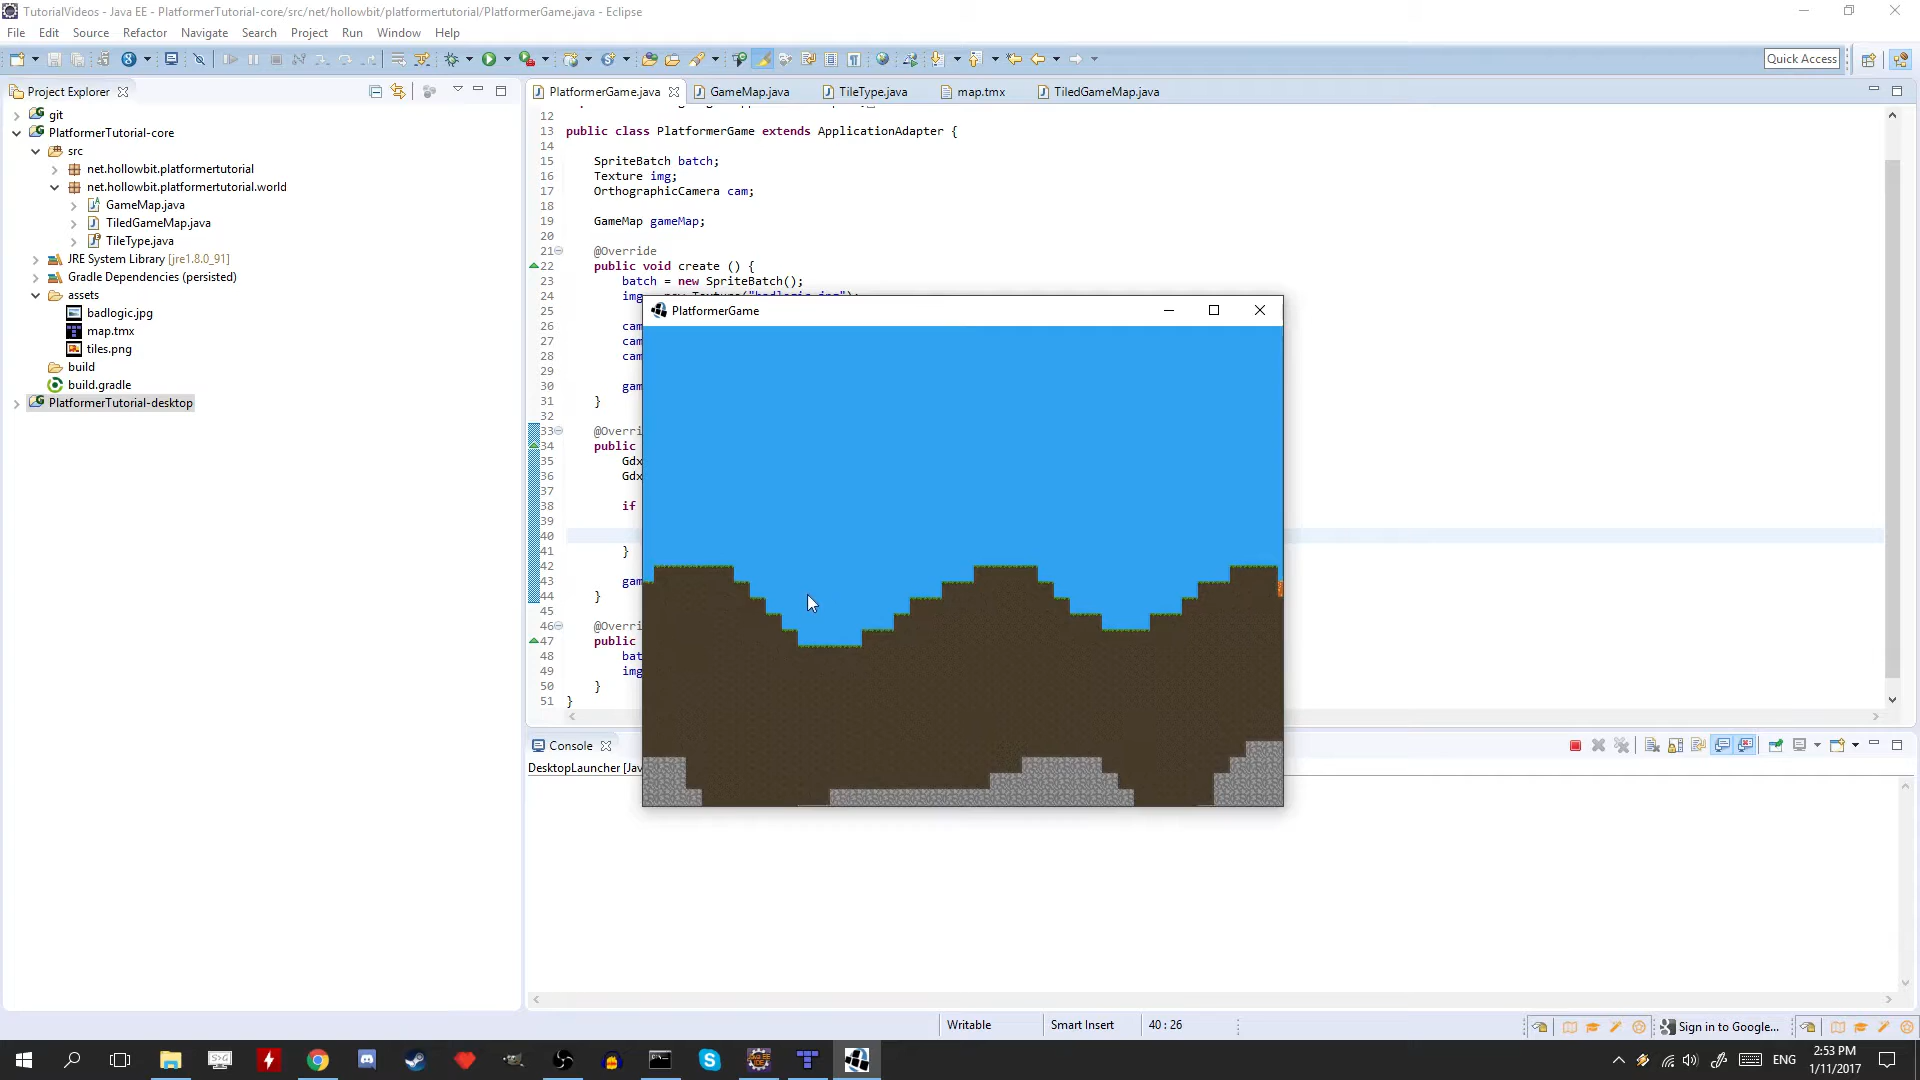 TutorialVideos - Java EE - PlatformerTutorial-core/src/net/hollowbit/platformertutorial/PlatformerGame.java - Eclipse
File Edit Source Refactor Navigate Search Project Run Window Help
Quick Access
Project Explorer
git
PlatformerTutorial-core
src
net.hollowbit.platformertutorial
net.hollowbit.platformertutorial.world
GameMap.java
TiledGameMap.java
TileType.java
JRE System Library [jre1.8.0_91]
Gradle Dependencies (persisted)
assets
badlogic.jpg
map.tmx
tiles.png
build
build.gradle
PlatformerTutorial-desktop
PlatformerGame.java GameMap.java TileType.java map.tmx TiledGameMap.java
12
13 public class PlatformerGame extends ApplicationAdapter {
14
15 SpriteBatch batch;
16 Texture img;
17 OrthographicCamera cam;
18
19 GameMap gameMap;
20
21 @Override
22 public void create () {
23 batch = new SpriteBatch();
24 img = new Texture("badlogic.jpg");
25
26 cam
27 cam
28 cam
29
30 gam
31 }
32
33 @Overri
34 public
35 Gdx
36 Gdx
37
38 if
39
40
41 }
42
43 gam
44 }
45
46 @Overri
47 public
48 bat
49 img
50 }
51 }
PlatformerGame
Console
DesktopLauncher [Jav
Writable Smart Insert 40 : 26
Sign in to Google...
ENG
2:53 PM
1/11/2017